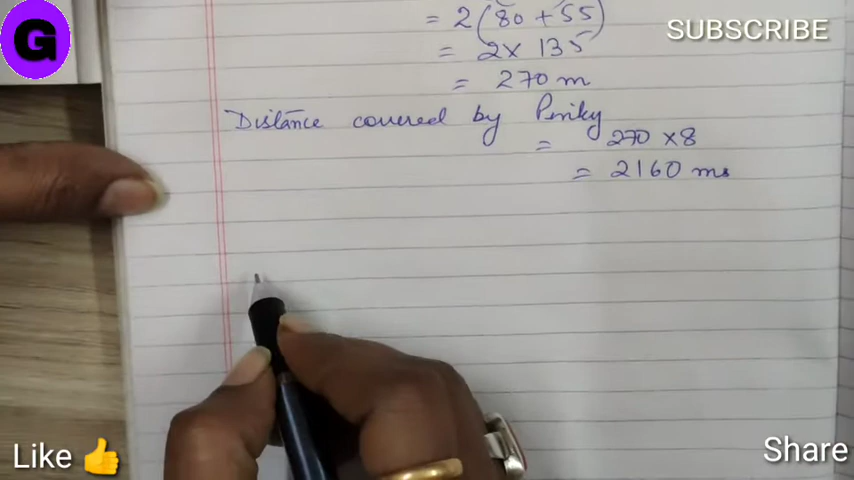 G
SUBSCRIBE
= 2(80 + 55)
= 2 x 135
= 270 m
Distance covered by Pinky
= 270 x 8
= 2160 ms
Like 👍
Share